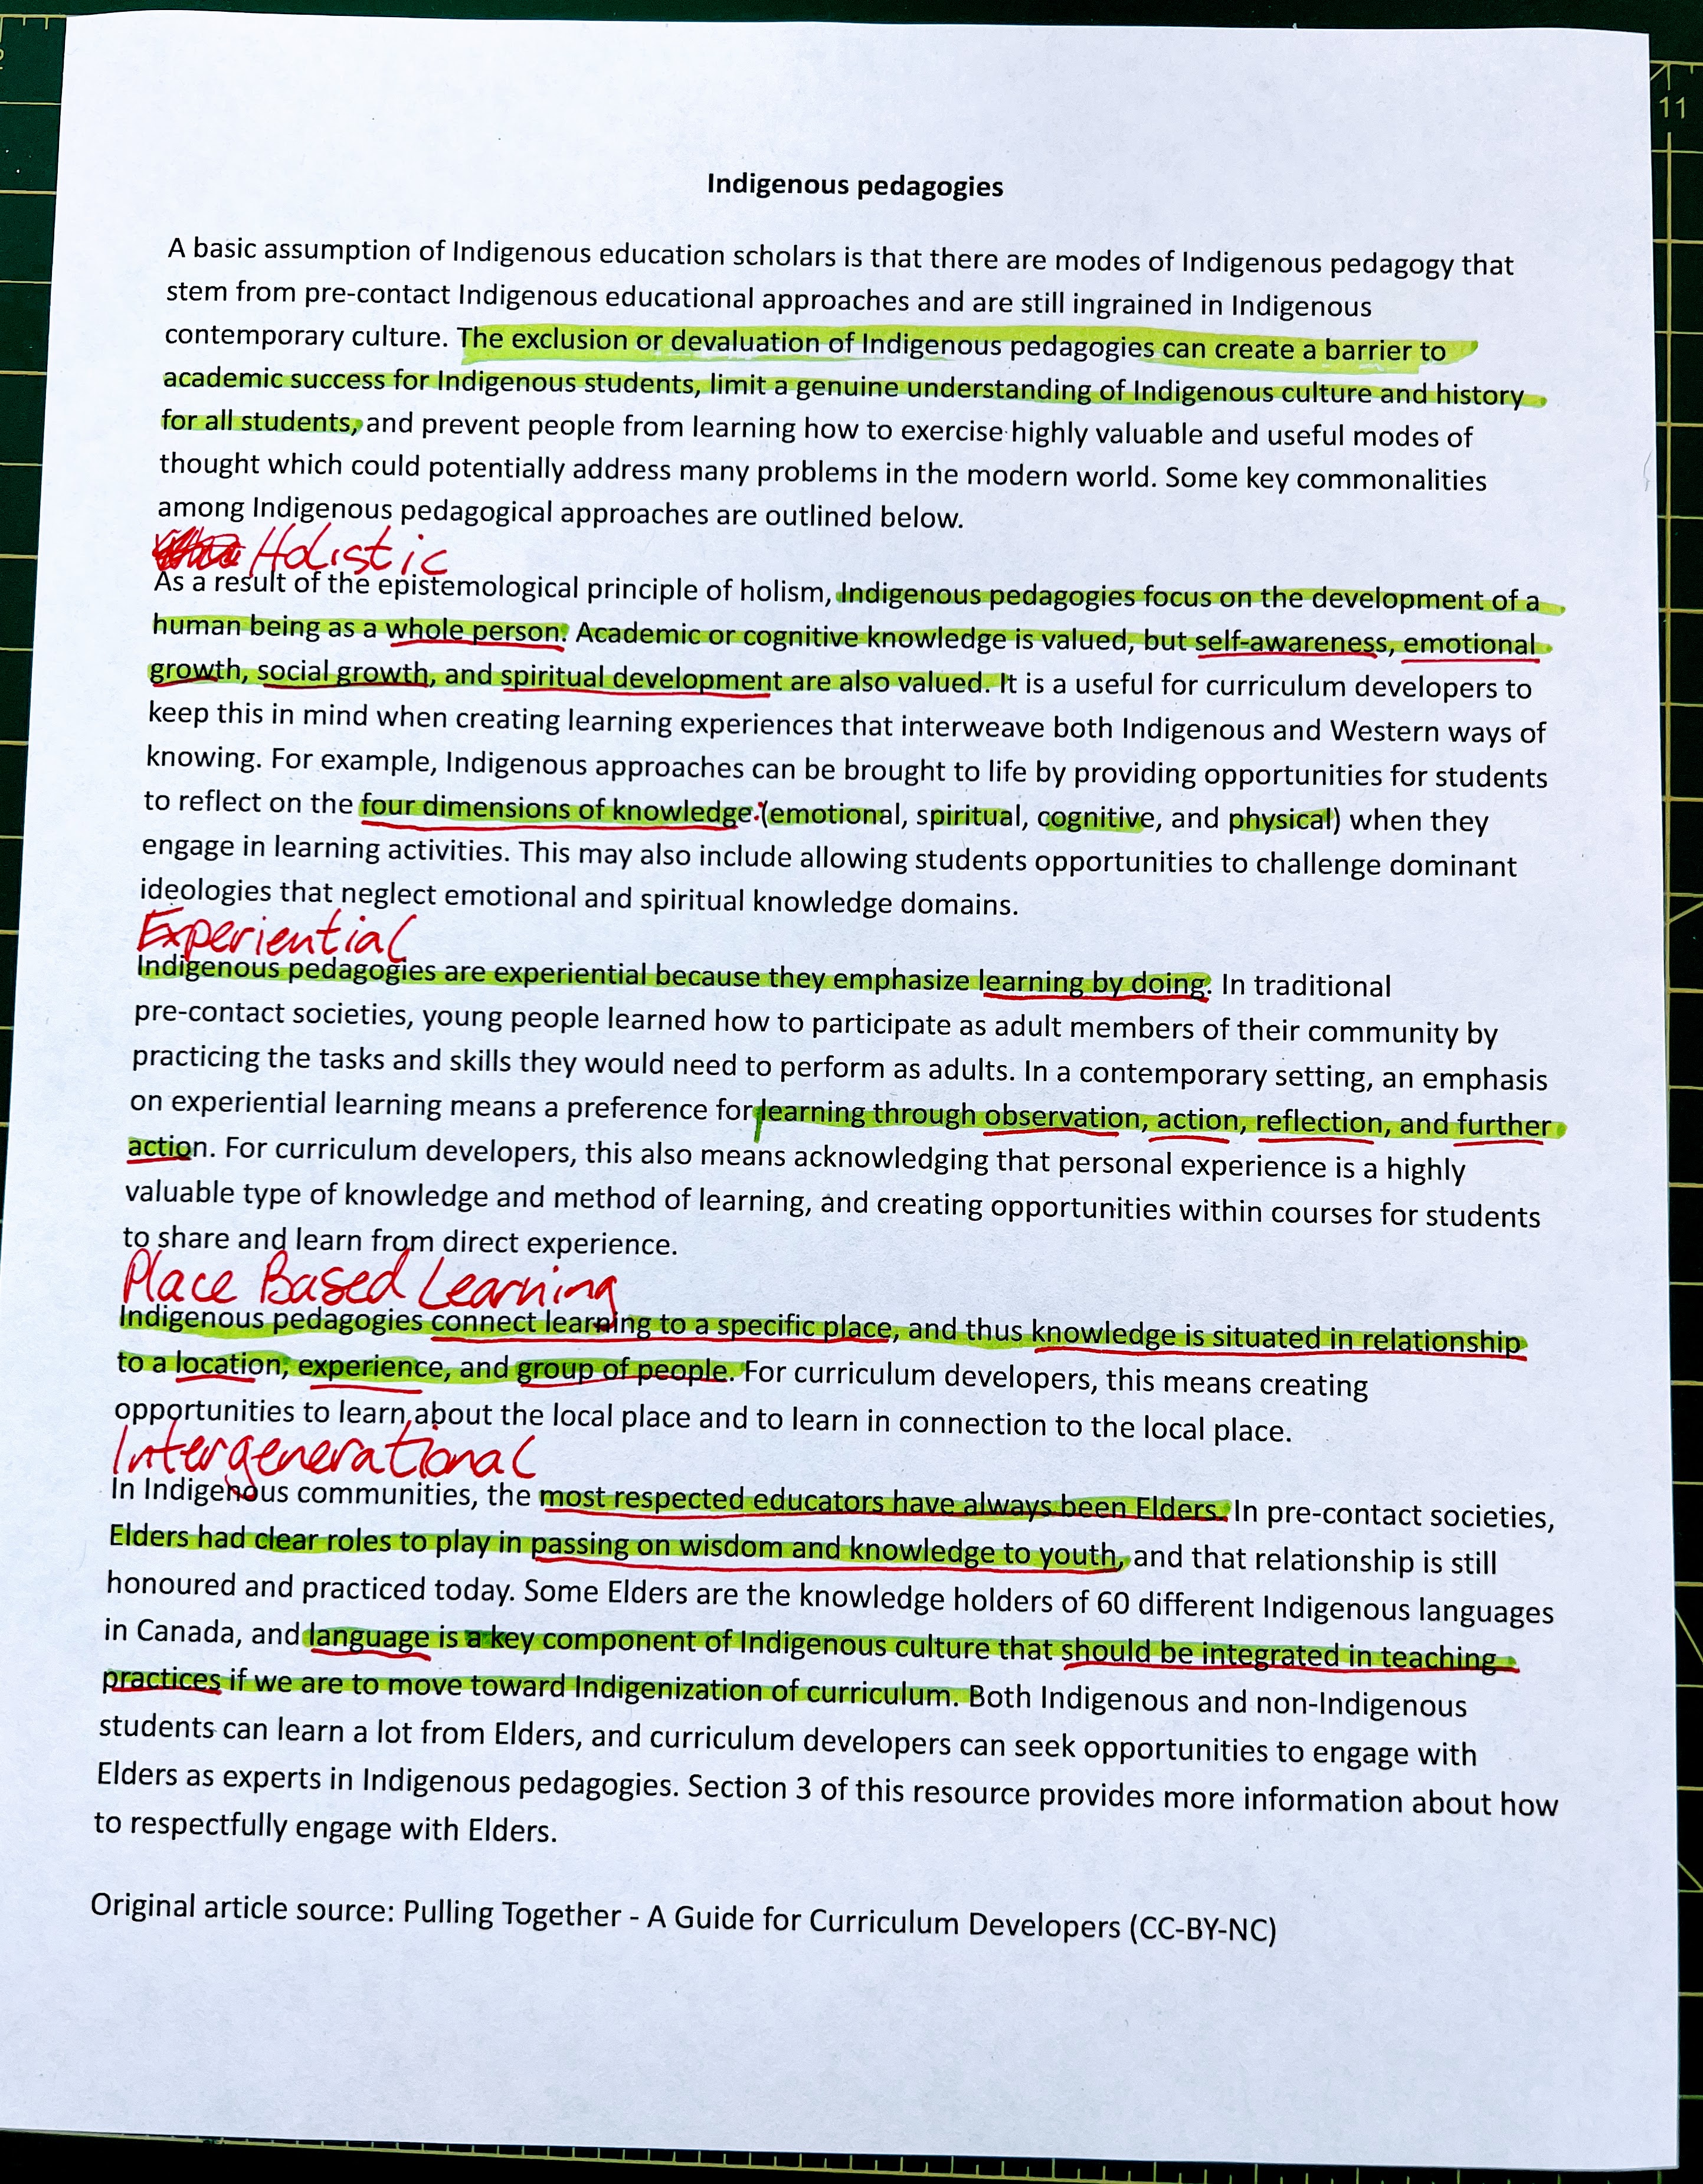 11
Indigenous pedagogies
A basic assumption of Indigenous education scholars is that there are modes of Indigenous pedagogy that
stem from pre-contact Indigenous educational approaches and are still ingrained in Indigenous
contemporary culture. The exclusion or devaluation of Indigenous pedagogies can create a barrier to
academic success for Indigenous students, limit a genuine understanding of Indigenous culture and history
for all students, and prevent people from learning how to exercise highly valuable and useful modes of
thought which could potentially address many problems in the modern world. Some key commonalities
among Indigenous pedagogical approaches are outlined below.
Holistic
As a result of the epistemological principle of holism, Indigenous pedagogies focus on the development of a
human being as a whole person. Academic or cognitive knowledge is valued, but self-awareness, emotional
growth, social growth, and spiritual development are also valued. It is a useful for curriculum developers to
keep this in mind when creating learning experiences that interweave both Indigenous and Western ways of
knowing. For example, Indigenous approaches can be brought to life by providing opportunities for students
to reflect on the four dimensions of knowledge: (emotional, spiritual, cognitive, and physical) when they
engage in learning activities. This may also include allowing students opportunities to challenge dominant
ideologies that neglect emotional and spiritual knowledge domains.
Experiential
Indigenous pedagogies are experiential because they emphasize learning by doing. In traditional
pre-contact societies, young people learned how to participate as adult members of their community by
practicing the tasks and skills they would need to perform as adults. In a contemporary setting, an emphasis
on experiential learning means a preference for learning through observation, action, reflection, and further
action. For curriculum developers, this also means acknowledging that personal experience is a highly
valuable type of knowledge and method of learning, and creating opportunities within courses for students
to share and learn from direct experience.
Place Based Learning
Indigenous pedagogies connect learning to a specific place, and thus knowledge is situated in relationship
to a location, experience, and group of people. For curriculum developers, this means creating
opportunities to learn about the local place and to learn in connection to the local place.
Intergenerational
In Indigenous communities, the most respected educators have always been Elders. In pre-contact societies,
Elders had clear roles to play in passing on wisdom and knowledge to youth, and that relationship is still
honoured and practiced today. Some Elders are the knowledge holders of 60 different Indigenous languages
in Canada, and language is a key component of Indigenous culture that should be integrated in teaching
practices if we are to move toward Indigenization of curriculum. Both Indigenous and non-Indigenous
students can learn a lot from Elders, and curriculum developers can seek opportunities to engage with
Elders as experts in Indigenous pedagogies. Section 3 of this resource provides more information about how
to respectfully engage with Elders.
Original article source: Pulling Together - A Guide for Curriculum Developers (CC-BY-NC)